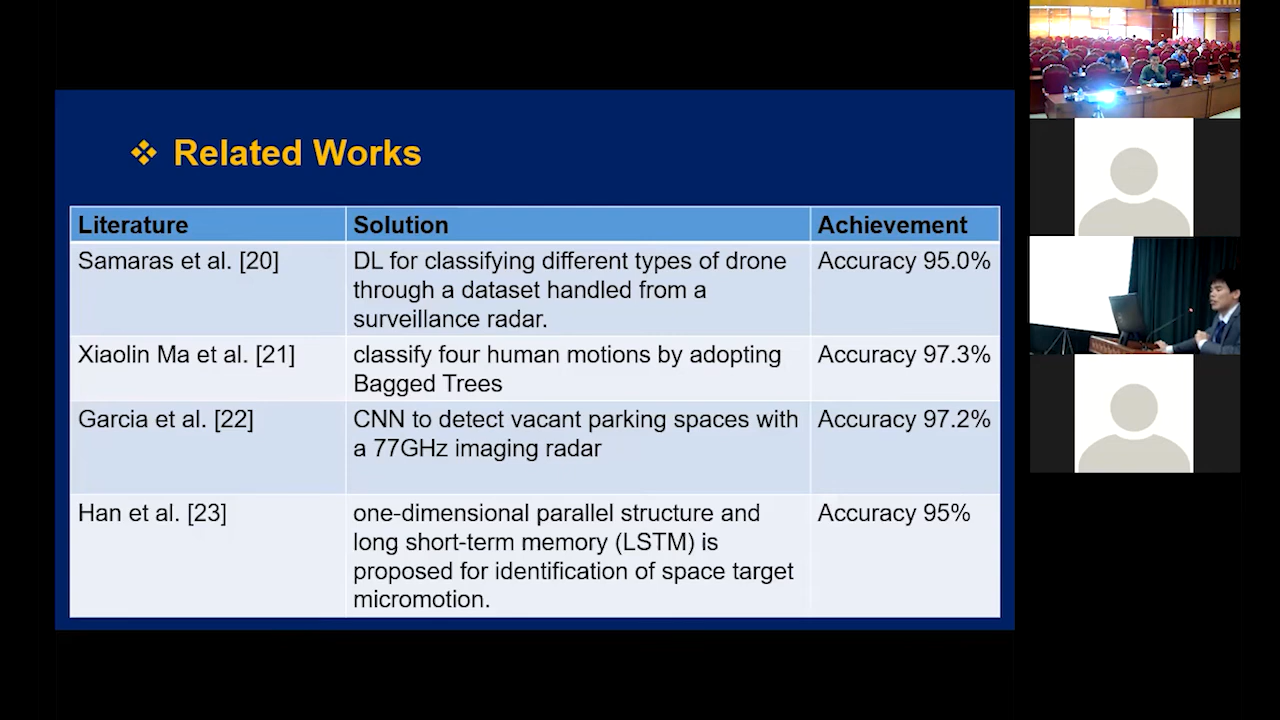 Related Works
Literature
Solution
Achievement
Samaras et al. [20]
DL for classifying different types of drone
through a dataset handled from a
surveillance radar.
Accuracy 95.0%
Xiaolin Ma et al. [21]
classify four human motions by adopting
Bagged Trees
Accuracy 97.3%
Garcia et al. [22]
CNN to detect vacant parking spaces with
a 77GHz imaging radar
Accuracy 97.2%
Han et al. [23]
one-dimensional parallel structure and
long short-term memory (LSTM) is
proposed for identification of space target
micromotion.
Accuracy 95%